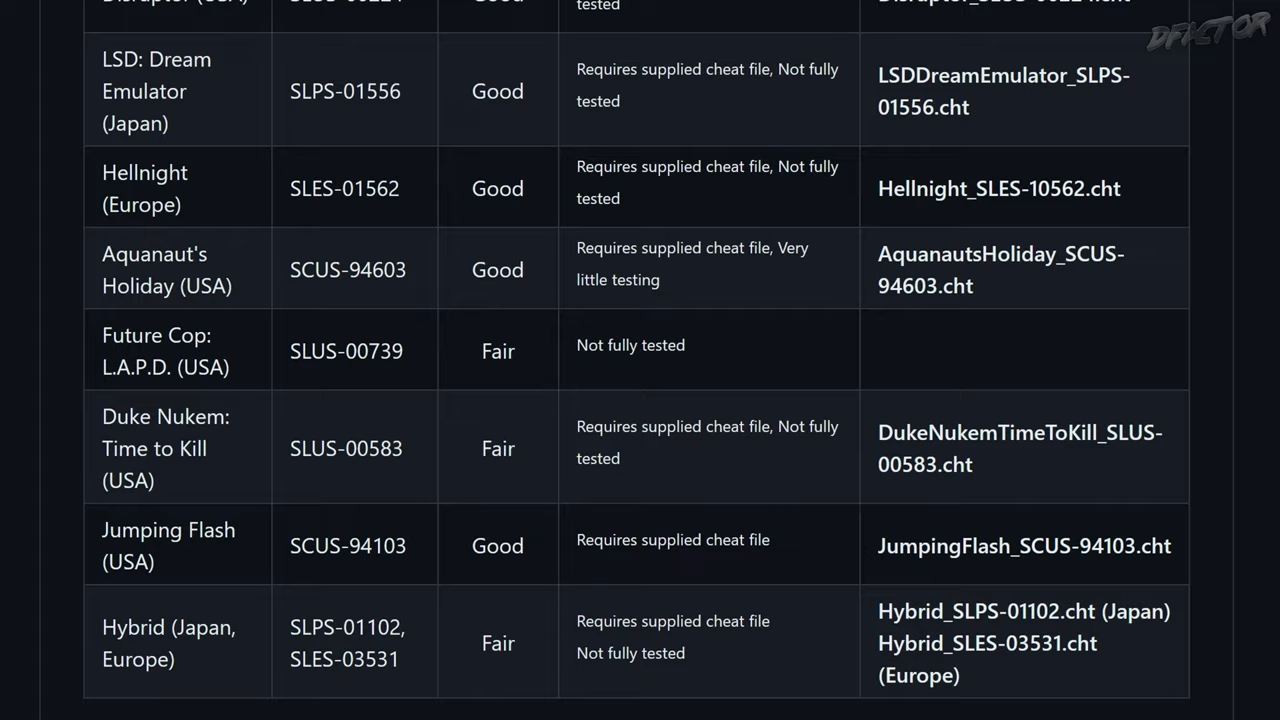 DFACTOR
tested
LSD: Dream
Emulator
(Japan)
SLPS-01556
Good
Requires supplied cheat file, Not fully
tested
LSDDreamEmulator_SLPS-
01556.cht
Hellnight
(Europe)
SLES-01562
Good
Requires supplied cheat file, Not fully
tested
Hellnight_SLES-10562.cht
Aquanaut's
Holiday (USA)
SCUS-94603
Good
Requires supplied cheat file, Very
little testing
AquanautsHoliday_SCUS-
94603.cht
Future Cop:
L.A.P.D. (USA)
SLUS-00739
Fair
Not fully tested
Duke Nukem:
Time to Kill
(USA)
SLUS-00583
Fair
Requires supplied cheat file, Not fully
tested
DukeNukemTimeToKill_SLUS-
00583.cht
Jumping Flash
(USA)
SCUS-94103
Good
Requires supplied cheat file
JumpingFlash_SCUS-94103.cht
Hybrid (Japan,
Europe)
SLPS-01102,
SLES-03531
Fair
Requires supplied cheat file
Not fully tested
Hybrid_SLPS-01102.cht (Japan)
Hybrid_SLES-03531.cht
(Europe)